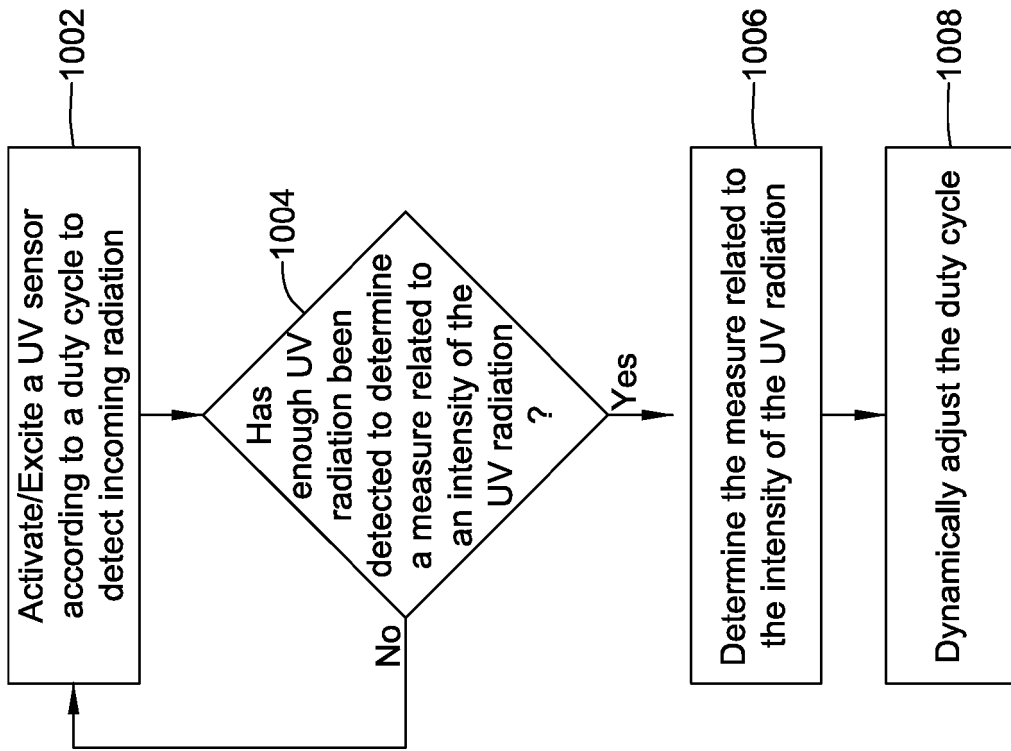 Activate/Excite a UV sensor
according to a duty cycle to
detect incoming radiation
1002
Has
enough UV
radiation been
detected to determine
a measure related to
an intensity of the
UV radiation
?
1004
No
Yes
Determine the measure related to
the intensity of the UV radiation
1006
Dynamically adjust the duty cycle
1008